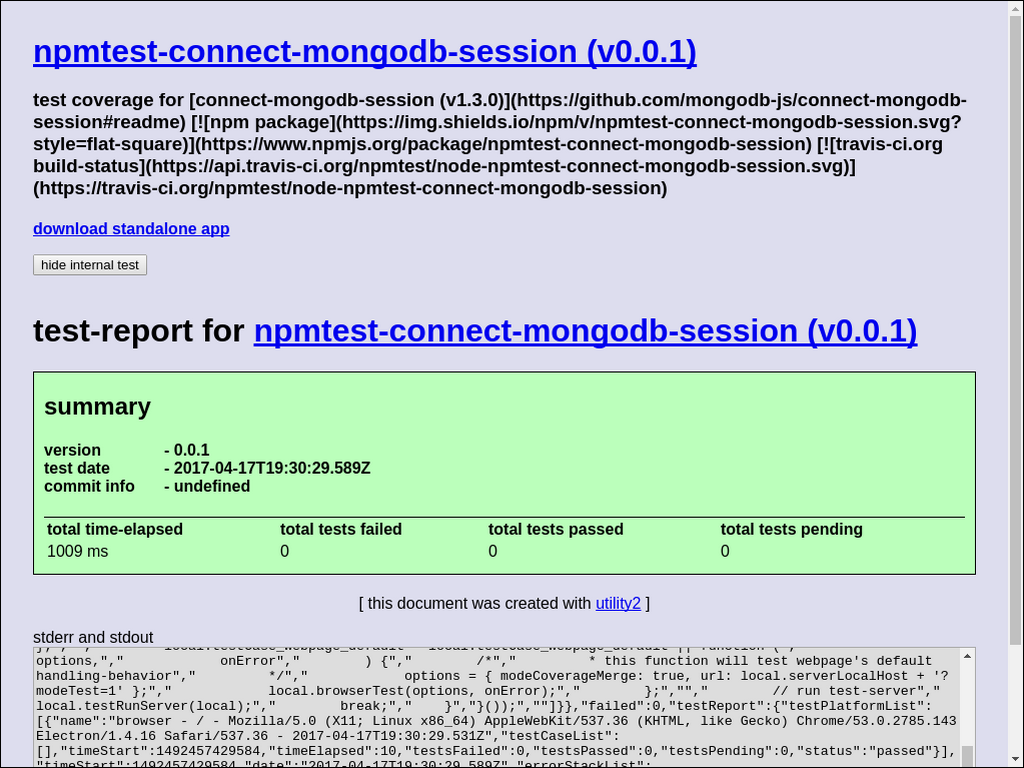 npmtest-connect-mongodb-session (v0.0.1)
test coverage for [connect-mongodb-session (v1.3.0)](https://github.com/mongodb-js/connect-mongodb-
session#readme) [![npm package](https://img.shields.io/npm/v/npmtest-connect-mongodb-session.svg?
style=flat-square)](https://www.npmjs.org/package/npmtest-connect-mongodb-session) [![travis-ci.org
build-status](https://api.travis-ci.org/npmtest/node-npmtest-connect-mongodb-session.svg)]
(https://travis-ci.org/npmtest/node-npmtest-connect-mongodb-session)
download standalone app
hide internal test
test-report for npmtest-connect-mongodb-session (v0.0.1)
summary
version - 0.0.1
test date - 2017-04-17T19:30:29.589Z
commit info - undefined
total time-elapsed total tests failed total tests passed total tests pending
1009 ms 0 0 0
[ this document was created with utility2 ]
stderr and stdout
options,"," onError"," ) {"," /*"," * this function will test webpage's default
handling-behavior"," */"," options = { modeCoverageMerge: true, url: local.serverLocalHost + '?
modeTest=1' };"," local.browserTest(options, onError);"," };",""," // run test-server","
local.testRunServer(local);"," break;"," }","}());",""]}},"failed":0,"testReport":{"testPlatformList":
[{"name":"browser - / - Mozilla/5.0 (X11; Linux x86_64) AppleWebKit/537.36 (KHTML, like Gecko) Chrome/53.0.2785.143
Electron/1.4.16 Safari/537.36 - 2017-04-17T19:30:29.531Z","testCaseList":
[],"timeStart":1492457429584,"timeElapsed":10,"testsFailed":0,"testsPassed":0,"testsPending":0,"status":"passed"}],
"timeStart":1492457429584,"date":"2017-04-17T19:30:29.589Z","errorStackList":